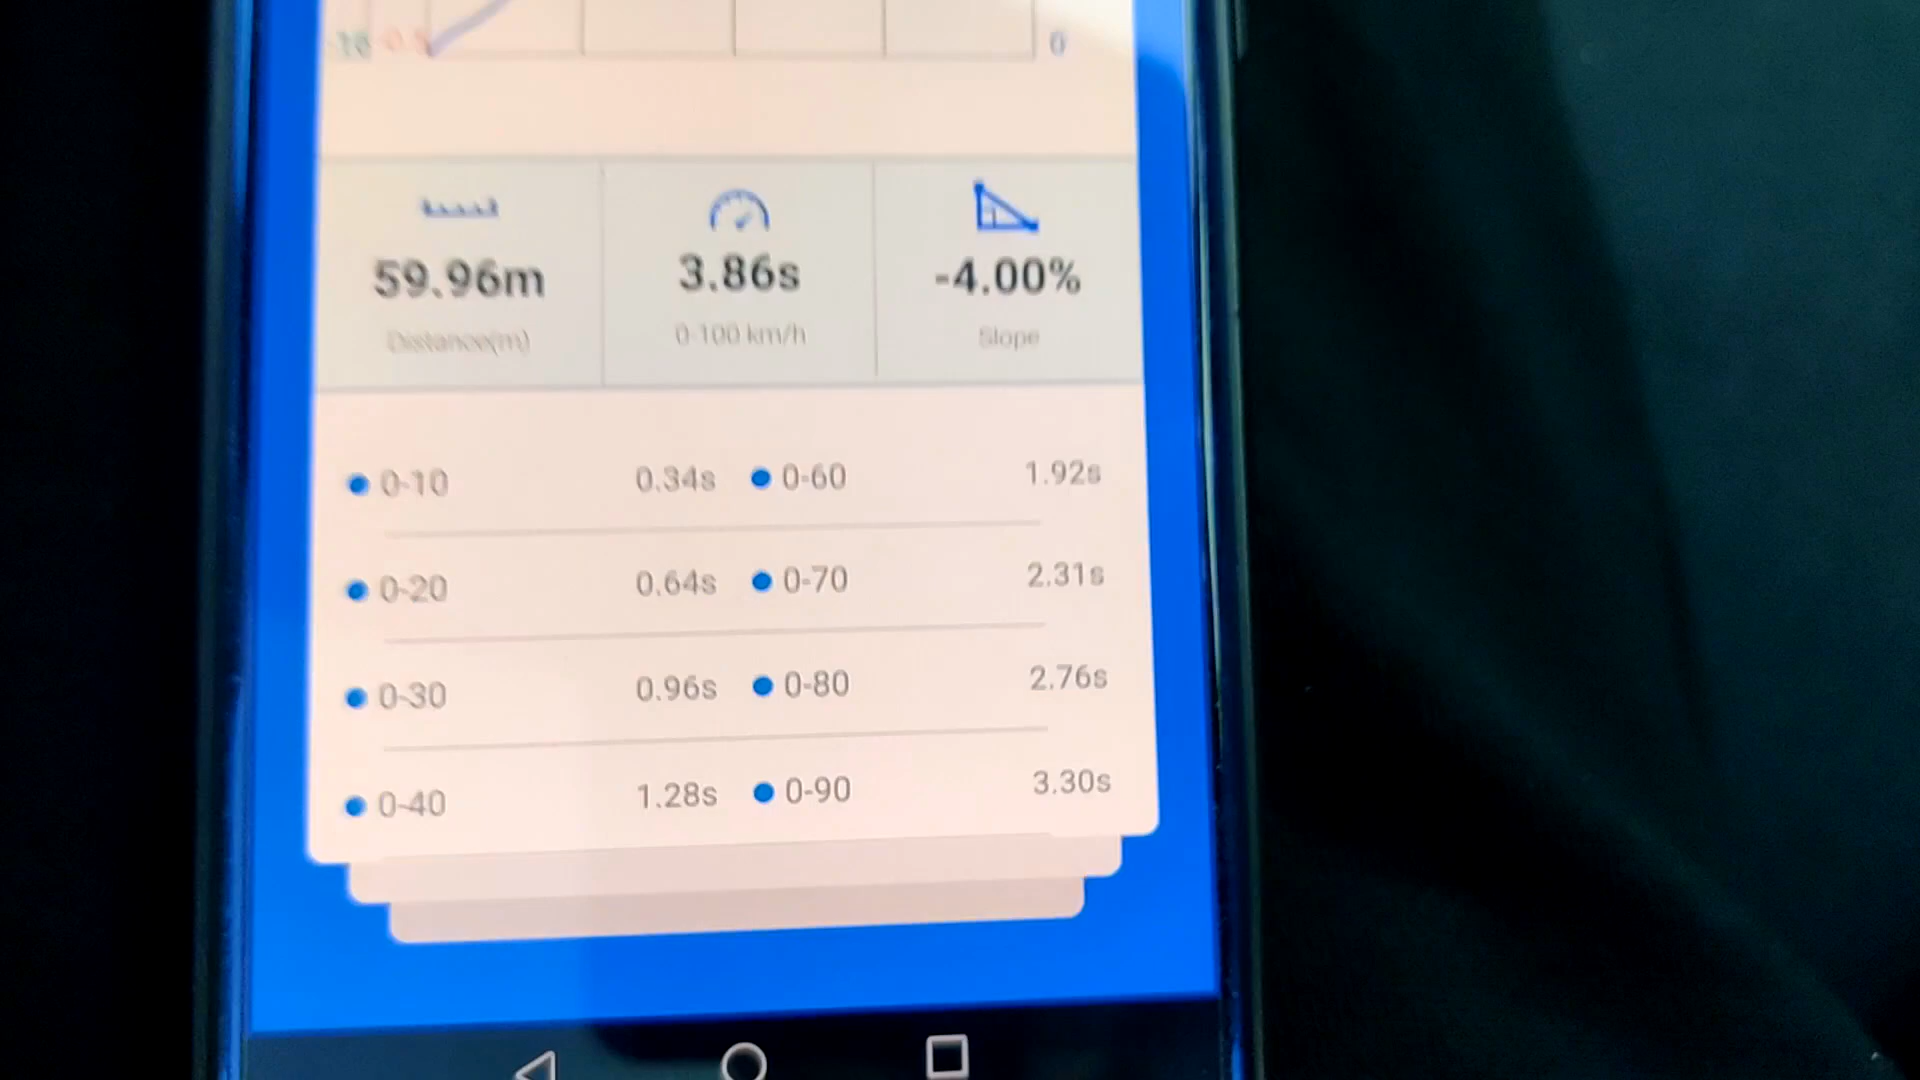 0
59.96m 3.86s -4.00%
Distance(m) 0-100 km/h Slope
0-10 0.34s 0-60 1.92s
0-20 0.64s 0-70 2.31s
0-30 0.96s 0-80 2.76s
0-40 1.28s 0-90 3.30s